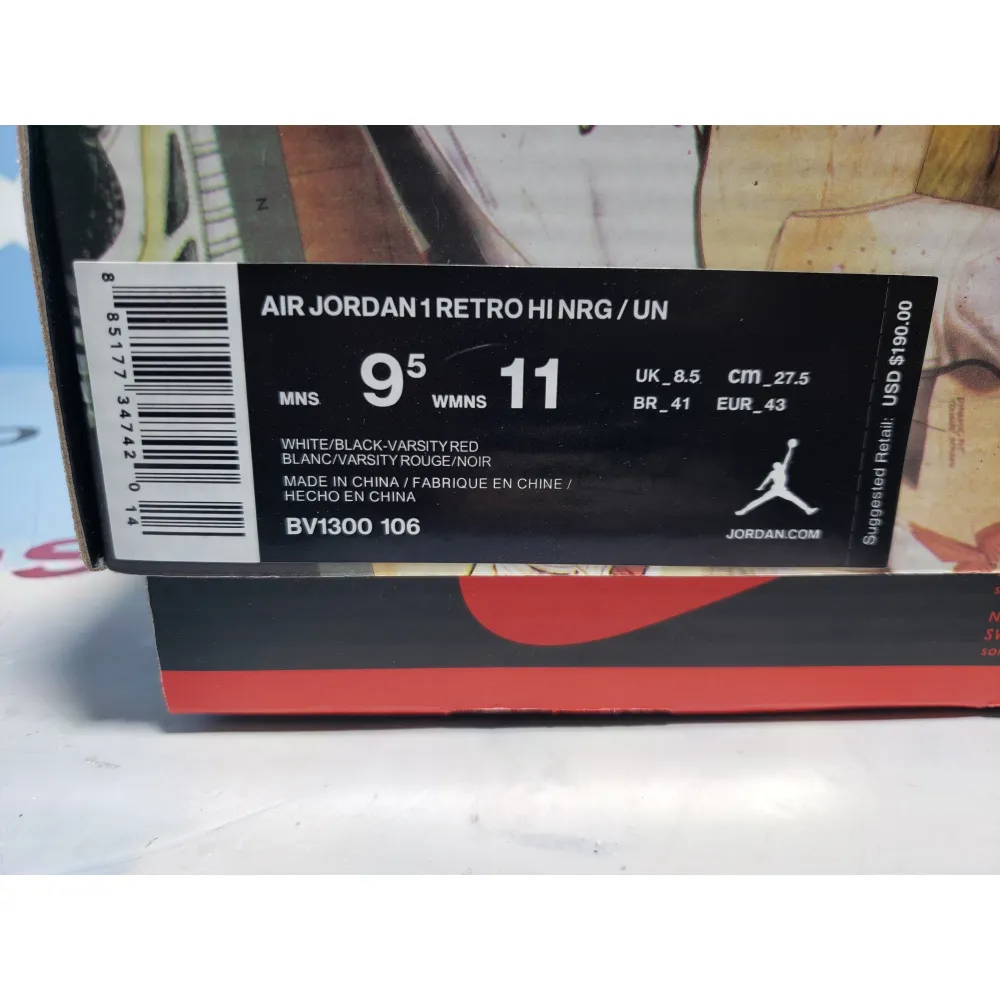 Z
8 85177 34742 0 14
AIR JORDAN 1 RETRO HI NRG / UN
MNS 9⁵ WMNS 11
UK_8.5 cm_27.5
BR_41 EUR_43
WHITE/BLACK-VARSITY RED
BLANC/VARSITY ROUGE/NOIR
MADE IN CHINA / FABRIQUE EN CHINE /
HECHO EN CHINA
BV1300 106
JORDAN.COM
Suggested Retail: USD $190.00